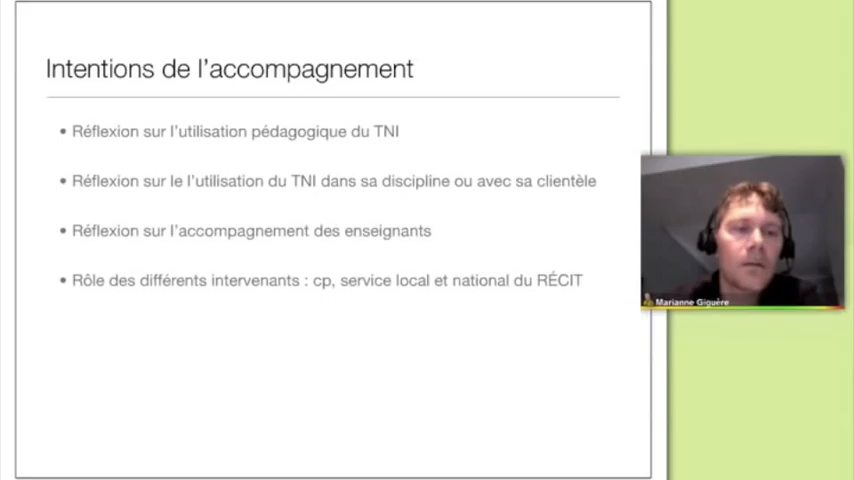 Intentions de l'accompagnement
• Réflexion sur l'utilisation pédagogique du TNI
• Réflexion sur le l'utilisation du TNI dans sa discipline ou avec sa clientèle
• Réflexion sur l'accompagnement des enseignants
• Rôle des différents intervenants : cp, service local et national du RÉCIT
Marianne Giguère